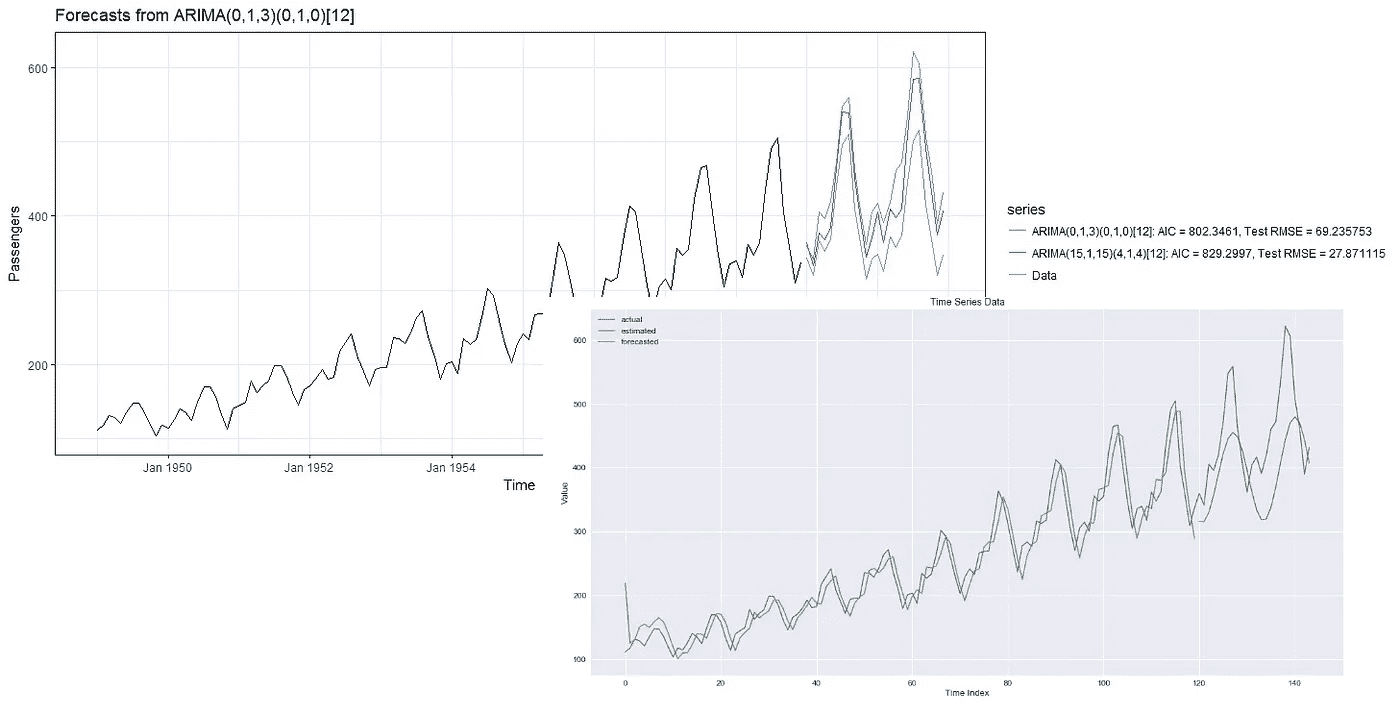 Forecasts from ARIMA(0,1,3)(0,1,0)[12]
600
400
200
Passengers
Jan 1950
Jan 1952
Jan 1954
Time
series
ARIMA(0,1,3)(0,1,0)[12]: AIC = 802.3461, Test RMSE = 69.235753
ARIMA(15,1,15)(4,1,4)[12]: AIC = 829.2997, Test RMSE = 27.871115
Data
Time Series Data
actual
estimated
forecasted
600
500
400
300
200
100
Value
0
20
40
60
80
100
120
140
Time Index